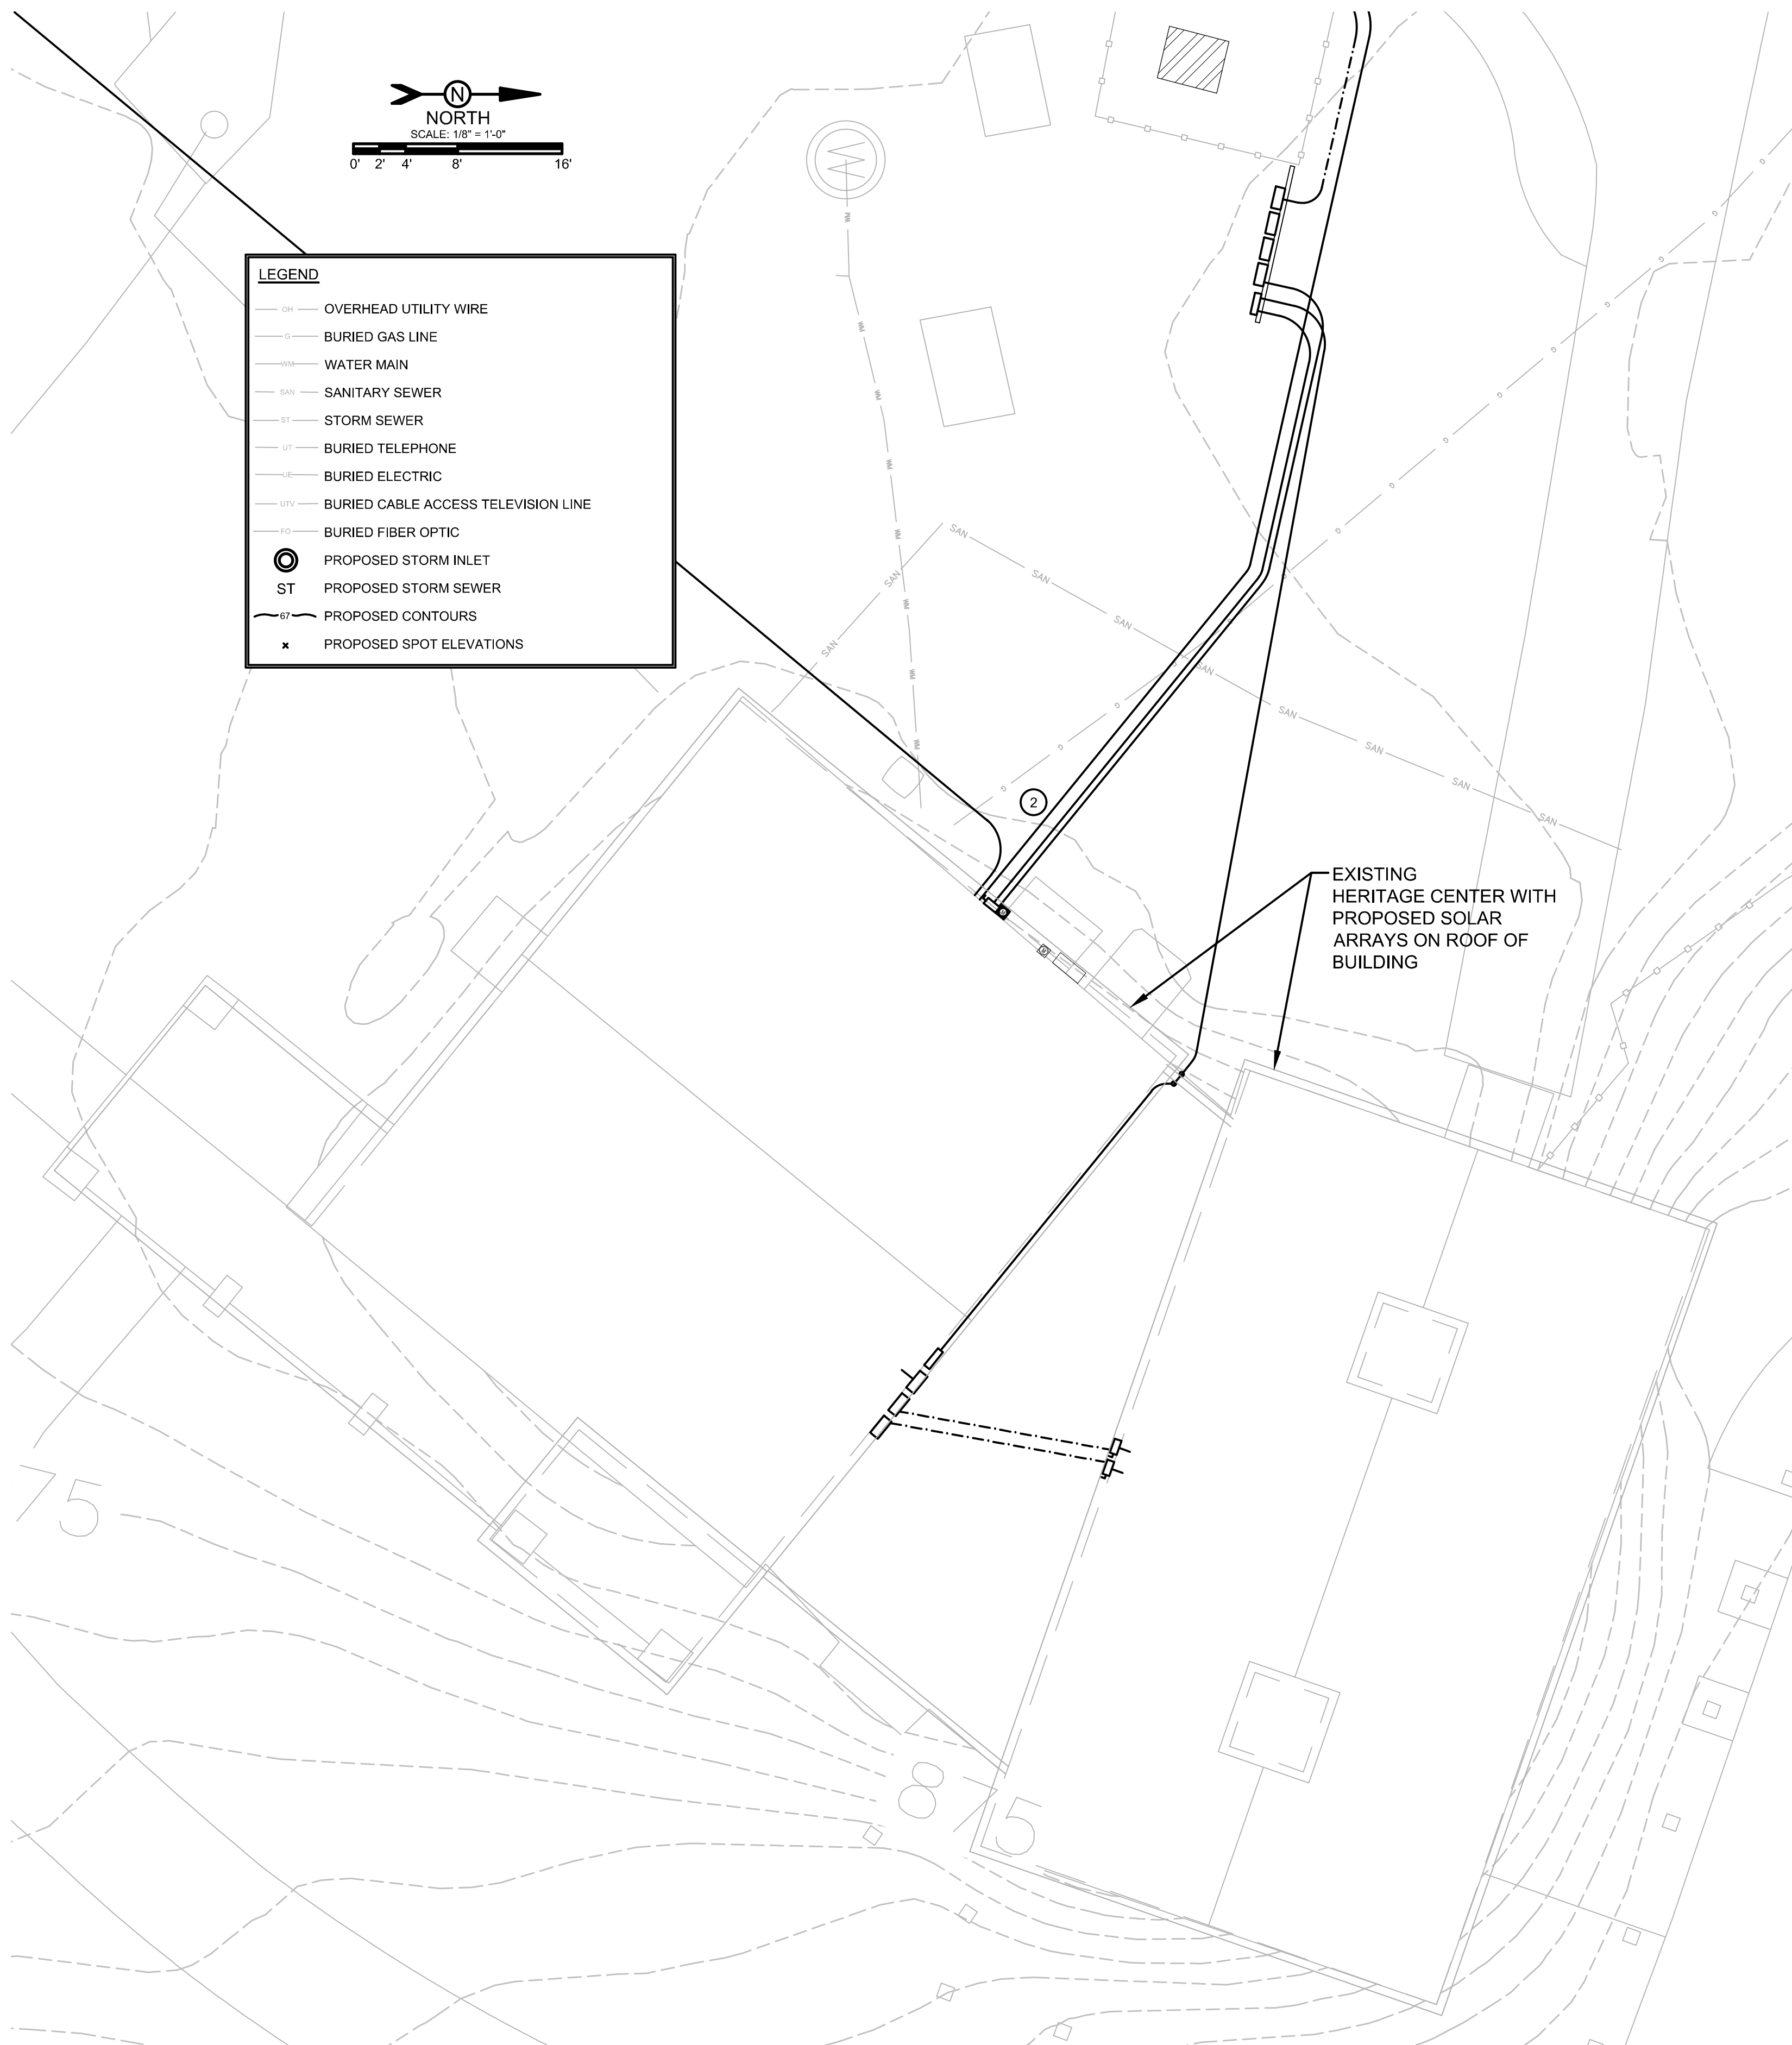 N
NORTH
SCALE: 1/8" = 1'-0"
0' 2' 4' 8' 16'
LEGEND
OH OVERHEAD UTILITY WIRE
G BURIED GAS LINE
WM WATER MAIN
SAN SANITARY SEWER
ST STORM SEWER
UT BURIED TELEPHONE
UE BURIED ELECTRIC
UTV BURIED CABLE ACCESS TELEVISION LINE
FO BURIED FIBER OPTIC
PROPOSED STORM INLET
ST PROPOSED STORM SEWER
67 PROPOSED CONTOURS
x PROPOSED SPOT ELEVATIONS
W
WM
WM
WM
WM
WM
WM
WM
WM
G
G
G
G
G
G
G
G
G
G
G
G
SAN
SAN
SAN
SAN
SAN
SAN
SAN
SAN
SAN
SAN
2
EXISTING
HERITAGE CENTER WITH
PROPOSED SOLAR
ARRAYS ON ROOF OF
BUILDING
75
85